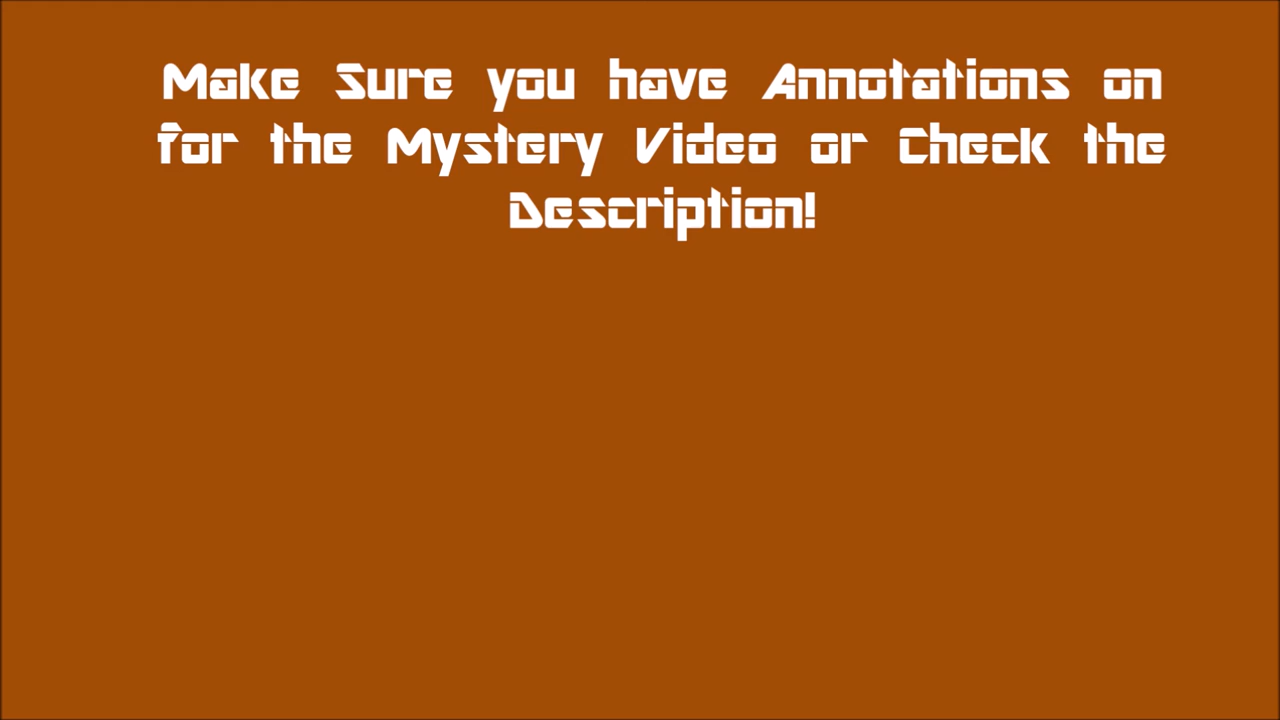 Make Sure you have Annotations on
for the Mystery Video or Check the
Description!